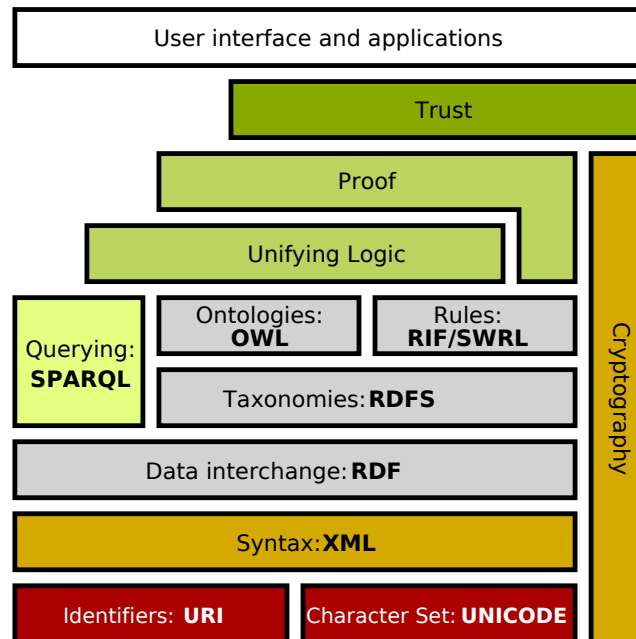 User interface and applications
Trust
Proof
Unifying Logic
Ontologies:
OWL
Rules:
RIF/SWRL
Querying:
SPARQL
Taxonomies: RDFS
Data interchange: RDF
Syntax: XML
Identifiers: URI
Character Set: UNICODE
Cryptography